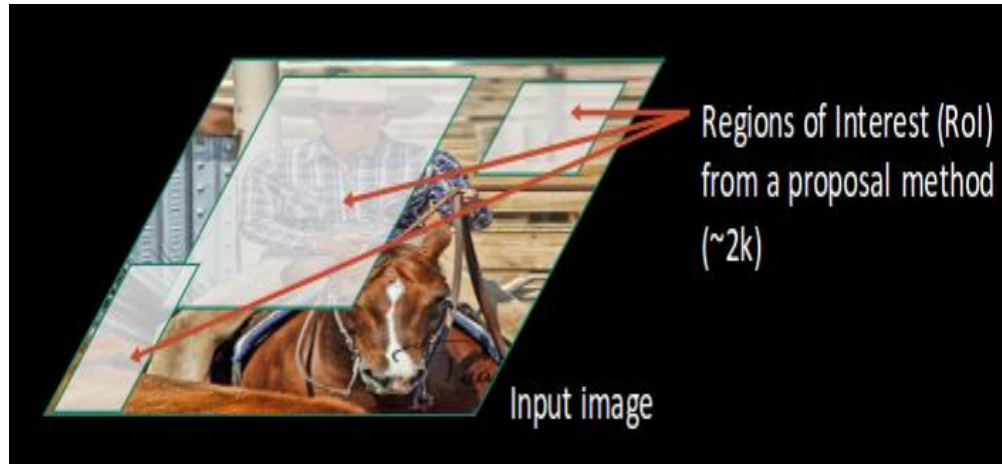 Regions of Interest (RoI)
from a proposal method
(~2k)
Input image